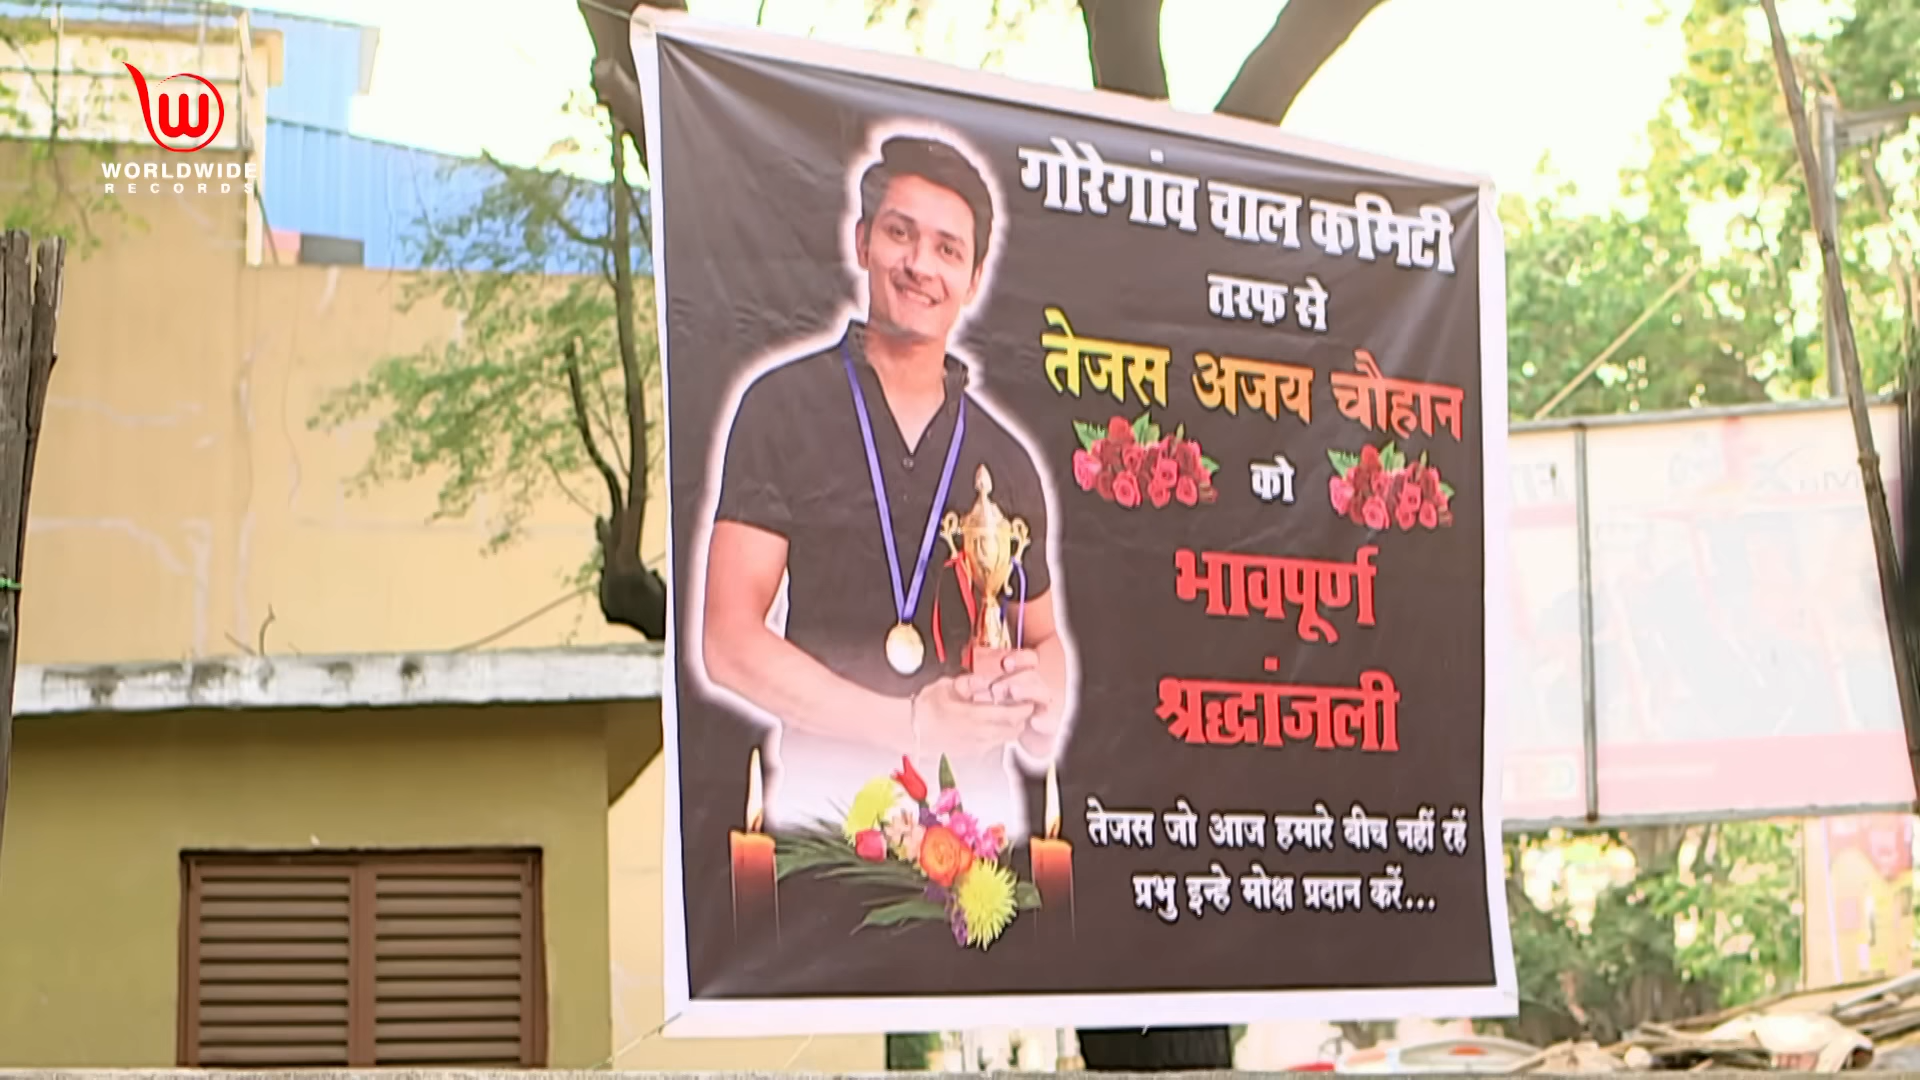 WORLDWIDE
RECORDS
गोरेगांव चाल कमिटी
तरफ से
तेजस अजय चौहान
को
भावपूर्ण
श्रद्धांजली
तेजस जो आज हमारे बीच नहीं रहें
प्रभु इन्हे मोक्ष प्रदान करें...